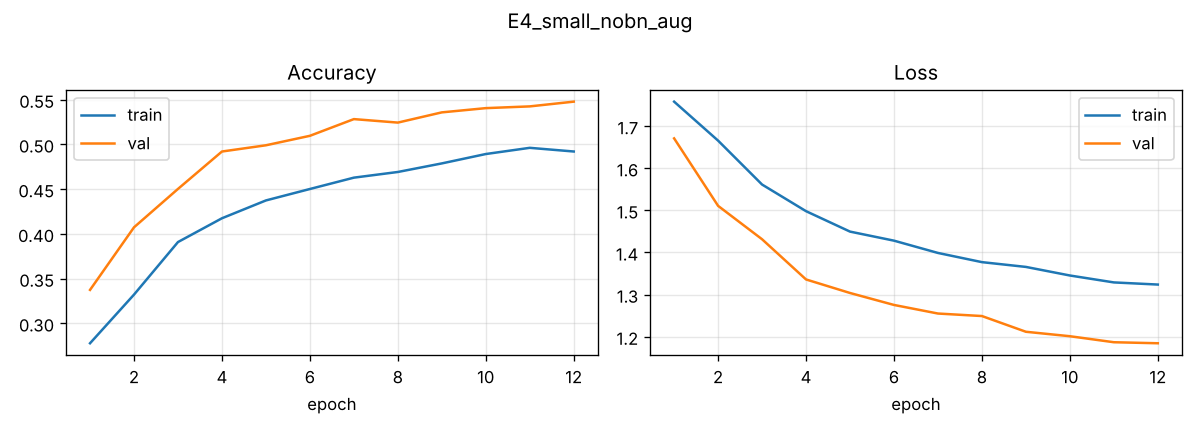 E4_small_nobn_aug
Accuracy
train
val
0.55
0.50
0.45
0.40
0.35
0.30
2 4 6 8 10 12
epoch
Loss
train
val
1.7
1.6
1.5
1.4
1.3
1.2
2 4 6 8 10 12
epoch